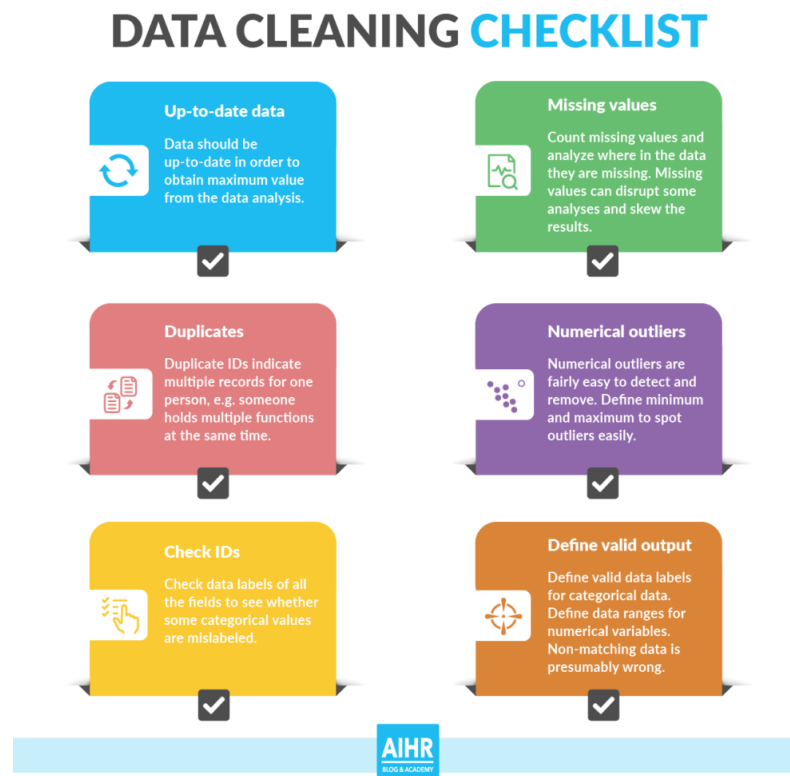 DATA CLEANING CHECKLIST
Up-to-date data
Data should be
up-to-date in order to
obtain maximum value
from the data analysis.
Missing values
Count missing values and
analyze where in the data
they are missing. Missing
values can disrupt some
analyses and skew the
results.
Duplicates
Duplicate IDs indicate
multiple records for one
person, e.g. someone
holds multiple functions
at the same time.
Numerical outliers
Numerical outliers are
fairly easy to detect and
remove. Define minimum
and maximum to spot
outliers easily.
Check IDs
Check data labels of all
the fields to see whether
some categorical values
are mislabeled.
Define valid output
Define valid data labels
for categorical data.
Define data ranges for
numerical variables.
Non-matching data is
presumably wrong.
AIHR
BLOG & ACADEMY